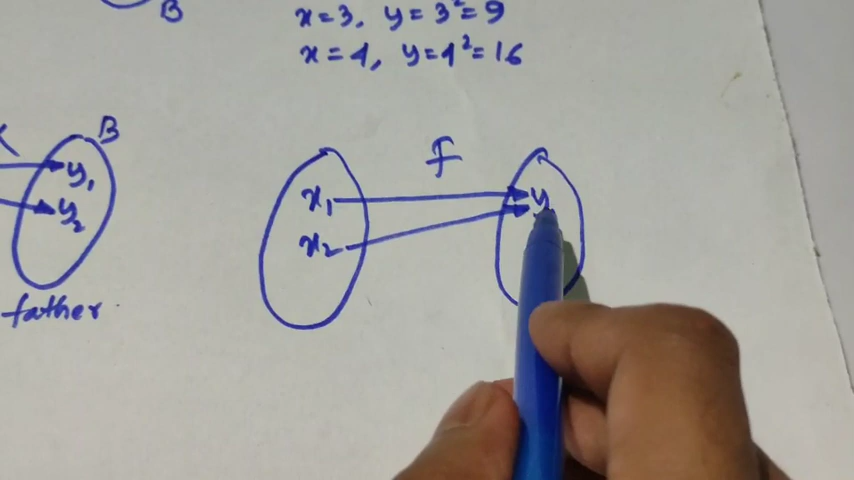 B
x=3, y=3²=9
x=4, y=4²=16
B
y₁
y₂
father
F
x₁
x₂
y